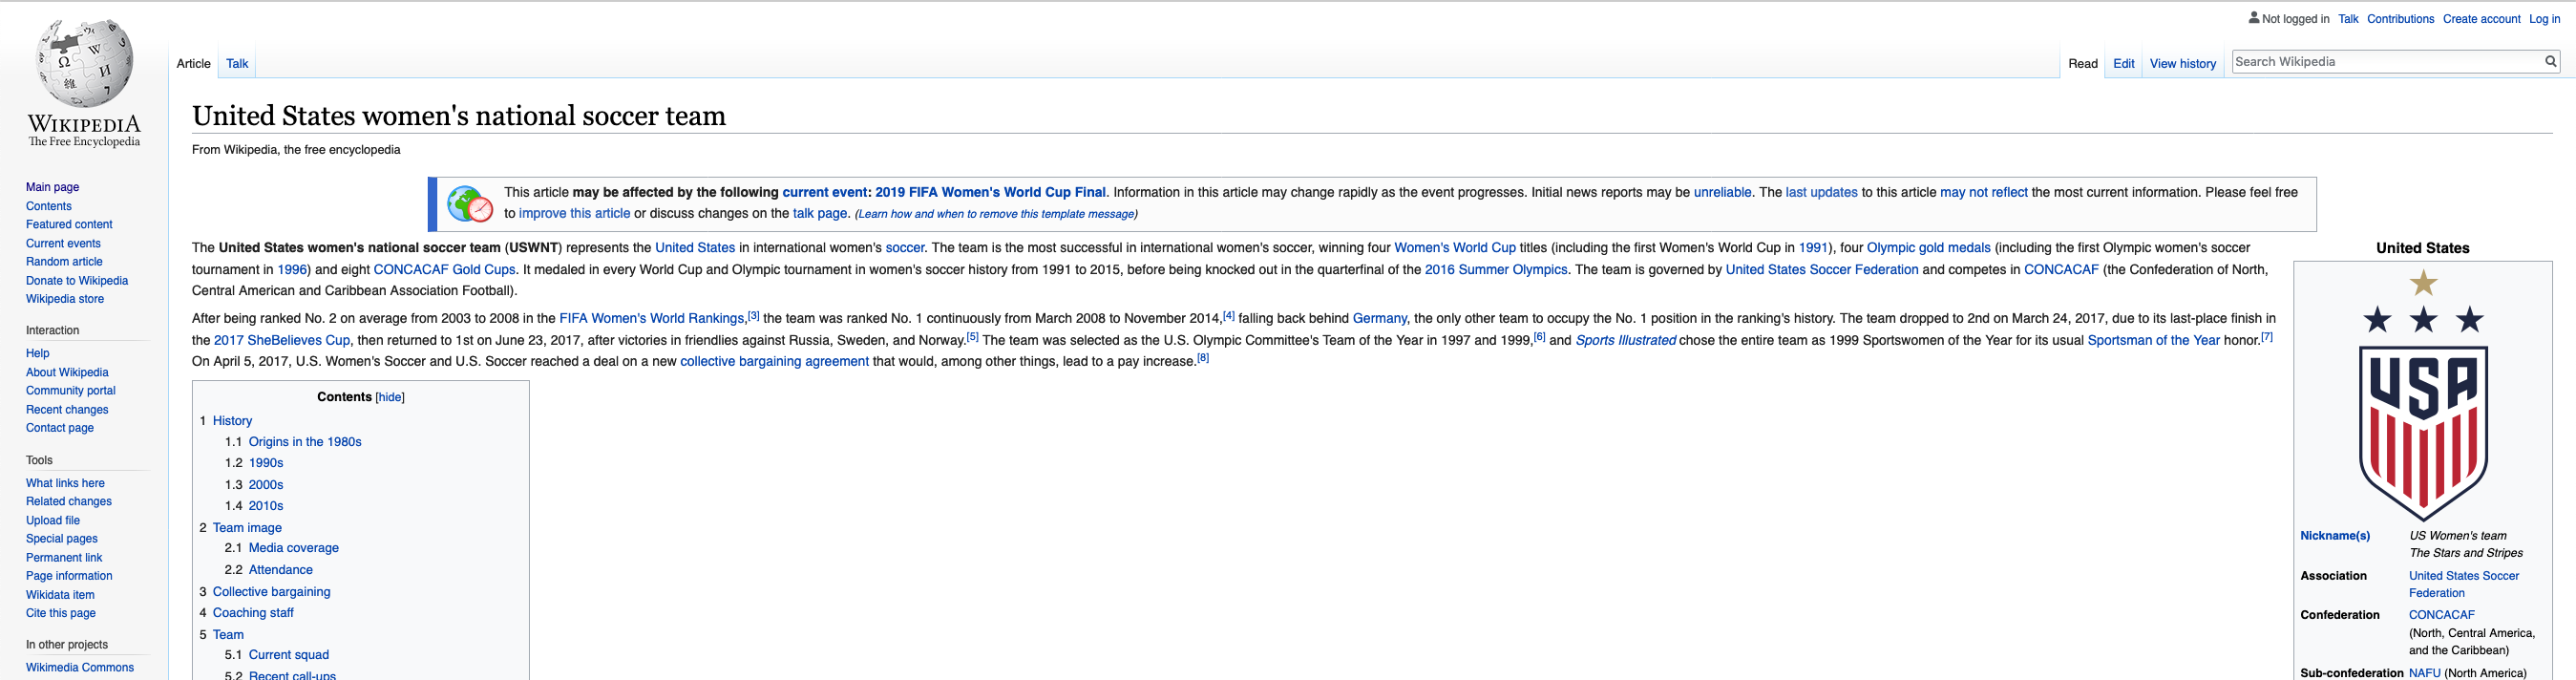 Not logged in Talk Contributions Create account Log in
Article Talk
Read Edit View history Search Wikipedia
WIKIPEDIA
The Free Encyclopedia
Main page
Contents
Featured content
Current events
Random article
Donate to Wikipedia
Wikipedia store
Interaction
Help
About Wikipedia
Community portal
Recent changes
Contact page
Tools
What links here
Related changes
Upload file
Special pages
Permanent link
Page information
Wikidata item
Cite this page
In other projects
Wikimedia Commons
United States women's national soccer team
From Wikipedia, the free encyclopedia
This article may be affected by the following current event: 2019 FIFA Women's World Cup Final. Information in this article may change rapidly as the event progresses. Initial news reports may be unreliable. The last updates to this article may not reflect the most current information. Please feel free
to improve this article or discuss changes on the talk page. (Learn how and when to remove this template message)
The United States women's national soccer team (USWNT) represents the United States in international women's soccer. The team is the most successful in international women's soccer, winning four Women's World Cup titles (including the first Women's World Cup in 1991), four Olympic gold medals (including the first Olympic women's soccer
tournament in 1996) and eight CONCACAF Gold Cups. It medaled in every World Cup and Olympic tournament in women's soccer history from 1991 to 2015, before being knocked out in the quarterfinal of the 2016 Summer Olympics. The team is governed by United States Soccer Federation and competes in CONCACAF (the Confederation of North,
Central American and Caribbean Association Football).
After being ranked No. 2 on average from 2003 to 2008 in the FIFA Women's World Rankings,[3] the team was ranked No. 1 continuously from March 2008 to November 2014,[4] falling back behind Germany, the only other team to occupy the No. 1 position in the ranking's history. The team dropped to 2nd on March 24, 2017, due to its last-place finish in
the 2017 SheBelieves Cup, then returned to 1st on June 23, 2017, after victories in friendlies against Russia, Sweden, and Norway.[5] The team was selected as the U.S. Olympic Committee's Team of the Year in 1997 and 1999,[6] and Sports Illustrated chose the entire team as 1999 Sportswomen of the Year for its usual Sportsman of the Year honor.[7]
On April 5, 2017, U.S. Women's Soccer and U.S. Soccer reached a deal on a new collective bargaining agreement that would, among other things, lead to a pay increase.[8]
Contents [hide]
1 History
1.1 Origins in the 1980s
1.2 1990s
1.3 2000s
1.4 2010s
2 Team image
2.1 Media coverage
2.2 Attendance
3 Collective bargaining
4 Coaching staff
5 Team
5.1 Current squad
5.2 Recent call-ups
United States
USA
Nickname(s) US Women's team
The Stars and Stripes
Association United States Soccer
Federation
Confederation CONCACAF
(North, Central America,
and the Caribbean)
Sub-confederation NAFU (North America)